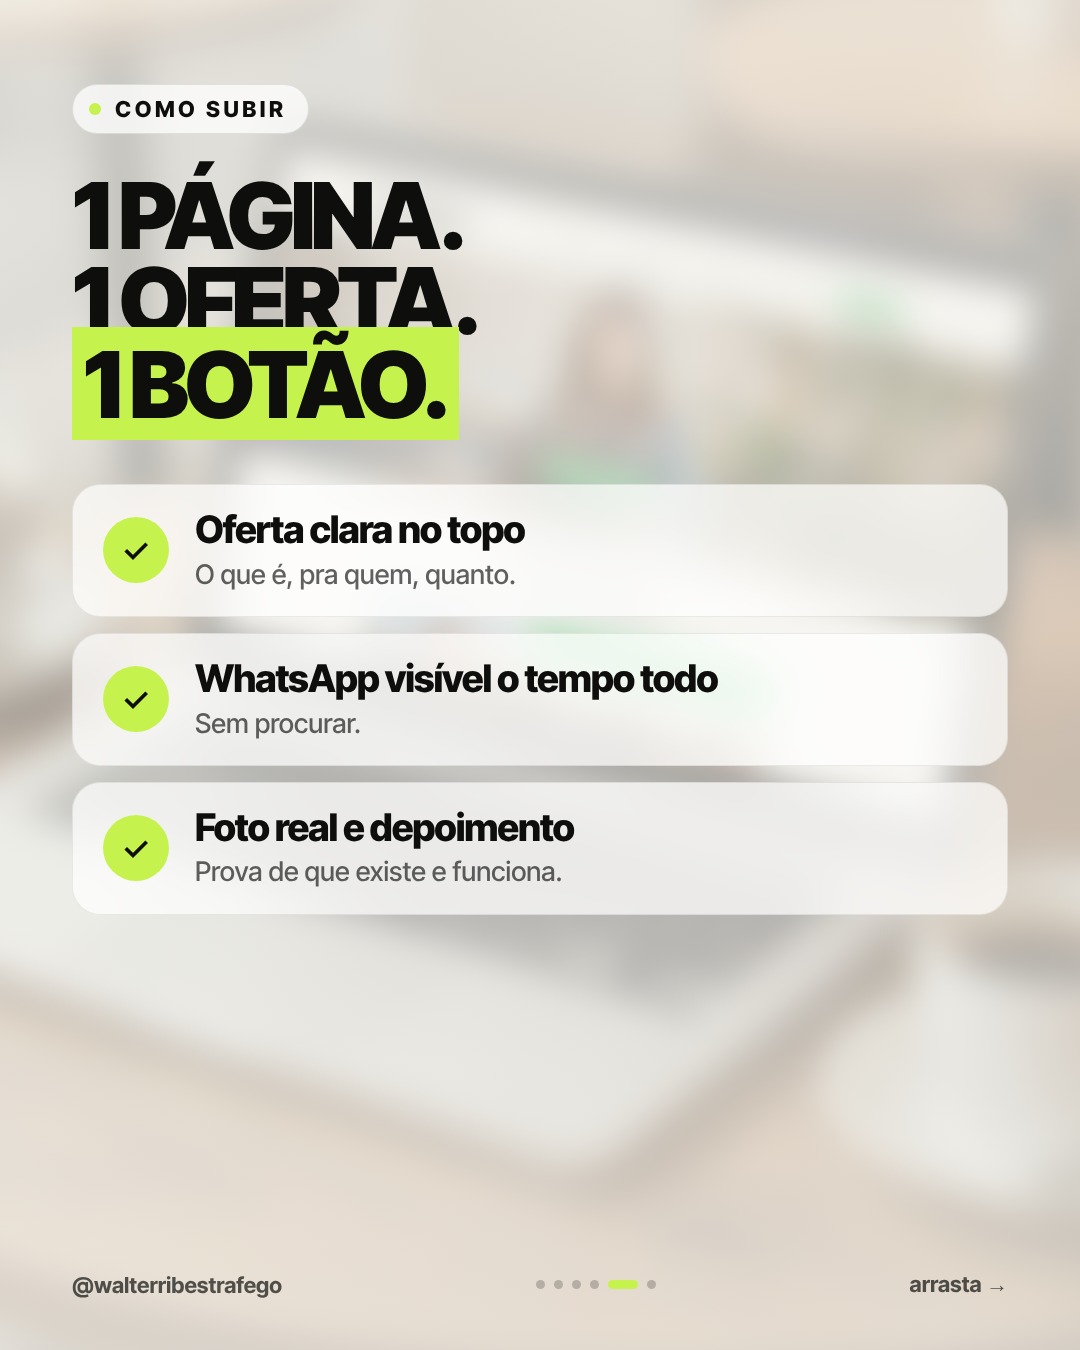 COMO SUBIR
1 PÁGINA.
1 OFERTA.
1 BOTÃO.
Oferta clara no topo
O que é, pra quem, quanto.
WhatsApp visível o tempo todo
Sem procurar.
Foto real e depoimento
Prova de que existe e funciona.
@walterribestrafego
arrasta →